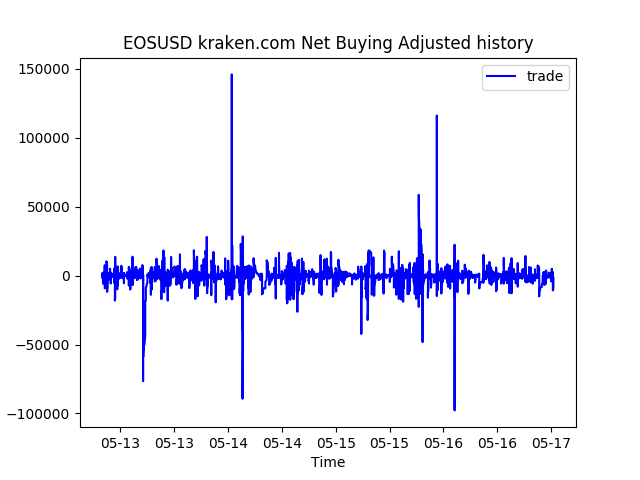 EOSUSD kraken.com Net Buying Adjusted history
trade
150000
100000
50000
0
−50000
−100000
05-13 05-13 05-14 05-14 05-15 05-15 05-16 05-16 05-17
Time